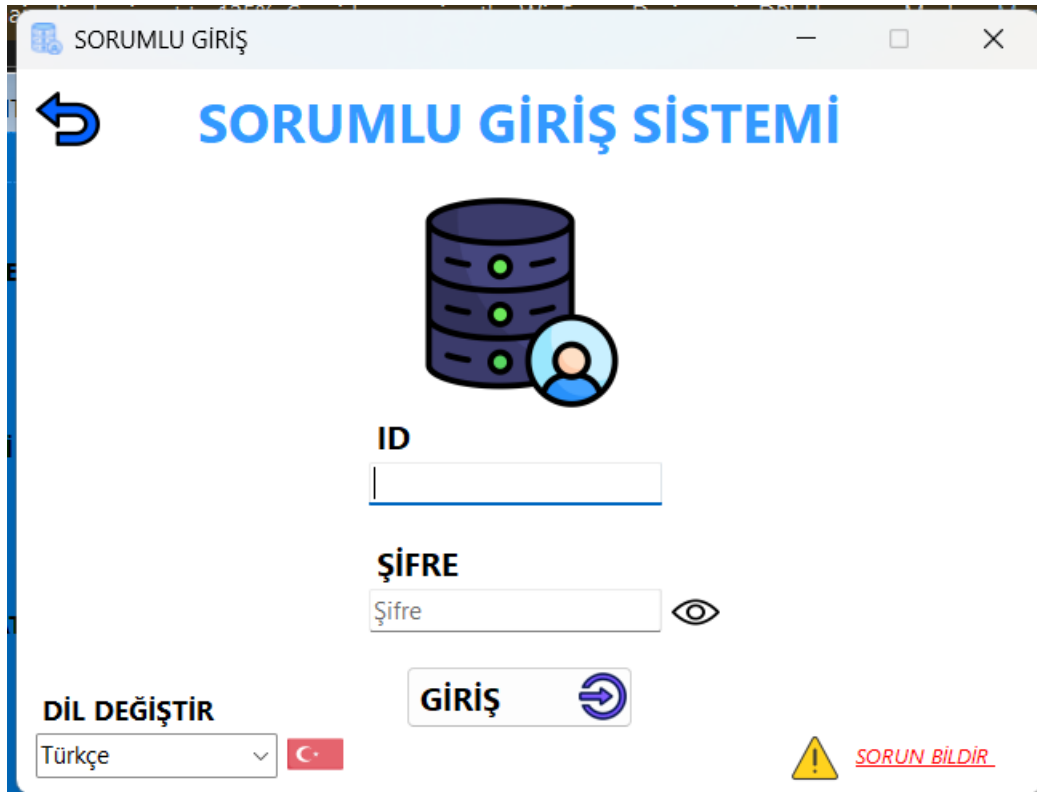 SORUMLU GİRİŞ
SORUMLU GİRİŞ SİSTEMİ
ID
ŞİFRE
Şifre
GİRİŞ
DİL DEĞİŞTİR
Türkçe
SORUN BİLDİR